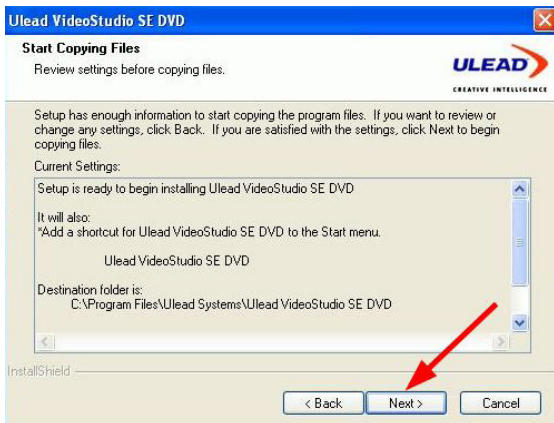 Ulead VideoStudio SE DVD
Start Copying Files
Review settings before copying files.
ULEAD
CREATIVE INTELLIGENCE
Setup has enough information to start copying the program files. If you want to review or
change any settings, click Back. If you are satisfied with the settings, click Next to begin
copying files.
Current Settings:
Setup is ready to begin installing Ulead VideoStudio SE DVD
It will also:
*Add a shortcut for Ulead VideoStudio SE DVD to the Start menu.
Ulead VideoStudio SE DVD
Destination folder is:
C:\Program Files\Ulead Systems\Ulead VideoStudio SE DVD
InstallShield
< Back
Next >
Cancel